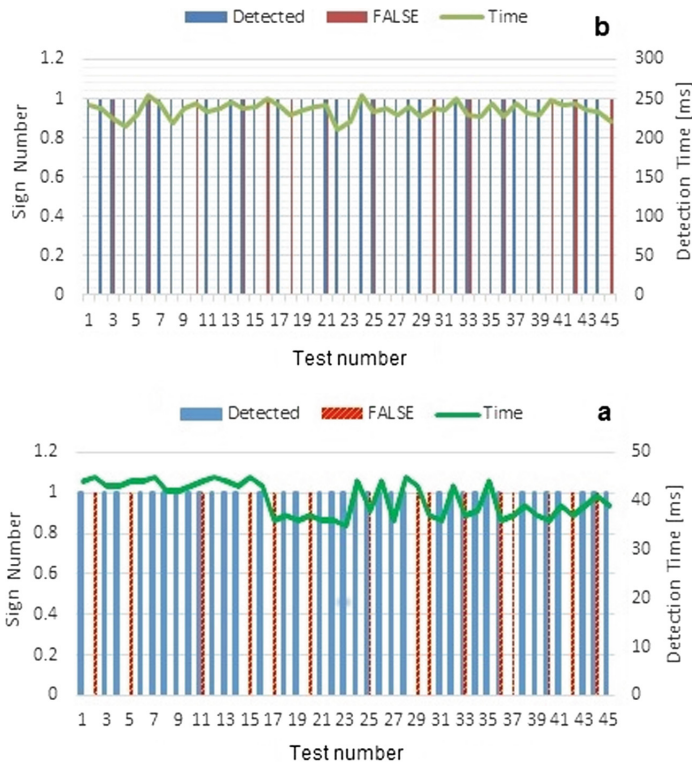 Detected FALSE Time b
1.2 300
1 250
0.8 200
0.6 150
0.4 100
0.2 50
0 0
Sign Number
Detection Time [ms]
1 3 5 7 9 11 13 15 17 19 21 23 25 27 29 31 33 35 37 39 41 43 45
Test number
Detected FALSE Time a
1.2 50
1 40
0.8 30
0.6 20
0.4 10
0.2 0
0
Sign Number
Detection Time [ms]
1 3 5 7 9 11 13 15 17 19 21 23 25 27 29 31 33 35 37 39 41 43 45
Test number